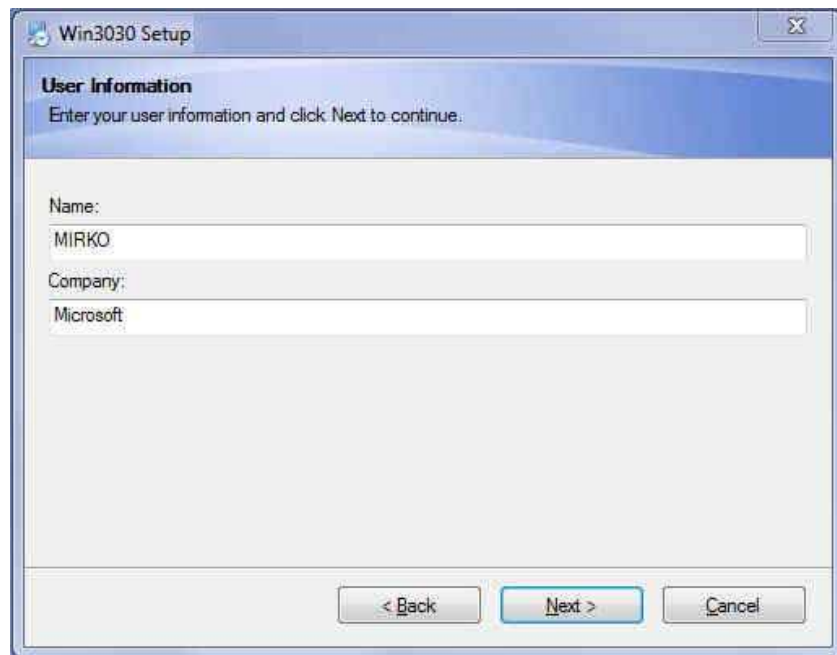 Win3030 Setup
User Information
Enter your user information and click Next to continue.
Name:
MIRKO
Company:
Microsoft
< Back Next > Cancel